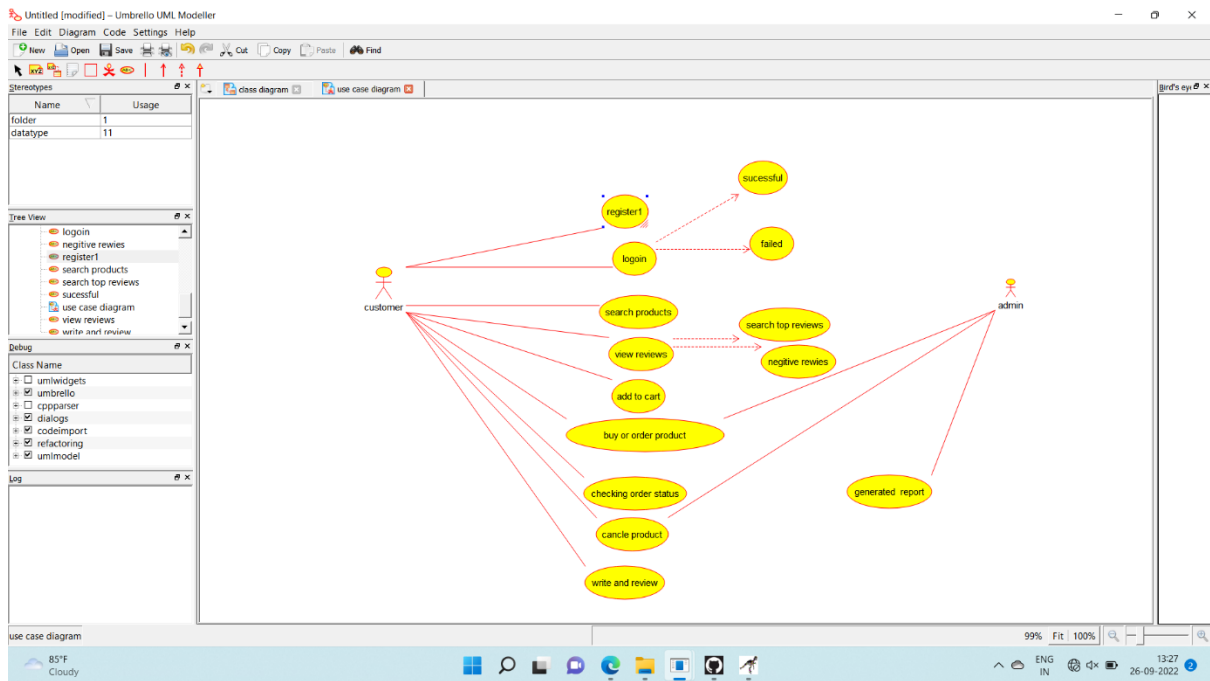 Untitled [modified] – Umbrello UML Modeller
File Edit Diagram Code Settings Help
New Open Save Cut Copy Paste Find
xyz
Stereotypes
class diagram use case diagram
Bird's eye
Name Usage
folder 1
datatype 11
Tree View
logoin
negitive rewies
register1
search products
search top reviews
sucessful
use case diagram
view reviews
write and review
Debug
Class Name
umlwidgets
umbrello
cppparser
dialogs
codeimport
refactoring
umlmodel
Log
sucessful
register1
failed
logoin
customer
admin
search products
search top reviews
view reviews
negitive rewies
add to cart
buy or order product
checking order status
generated report
cancle product
write and review
use case diagram
99% Fit 100%
85°F
Cloudy
ENG
IN
13:27
26-09-2022
2